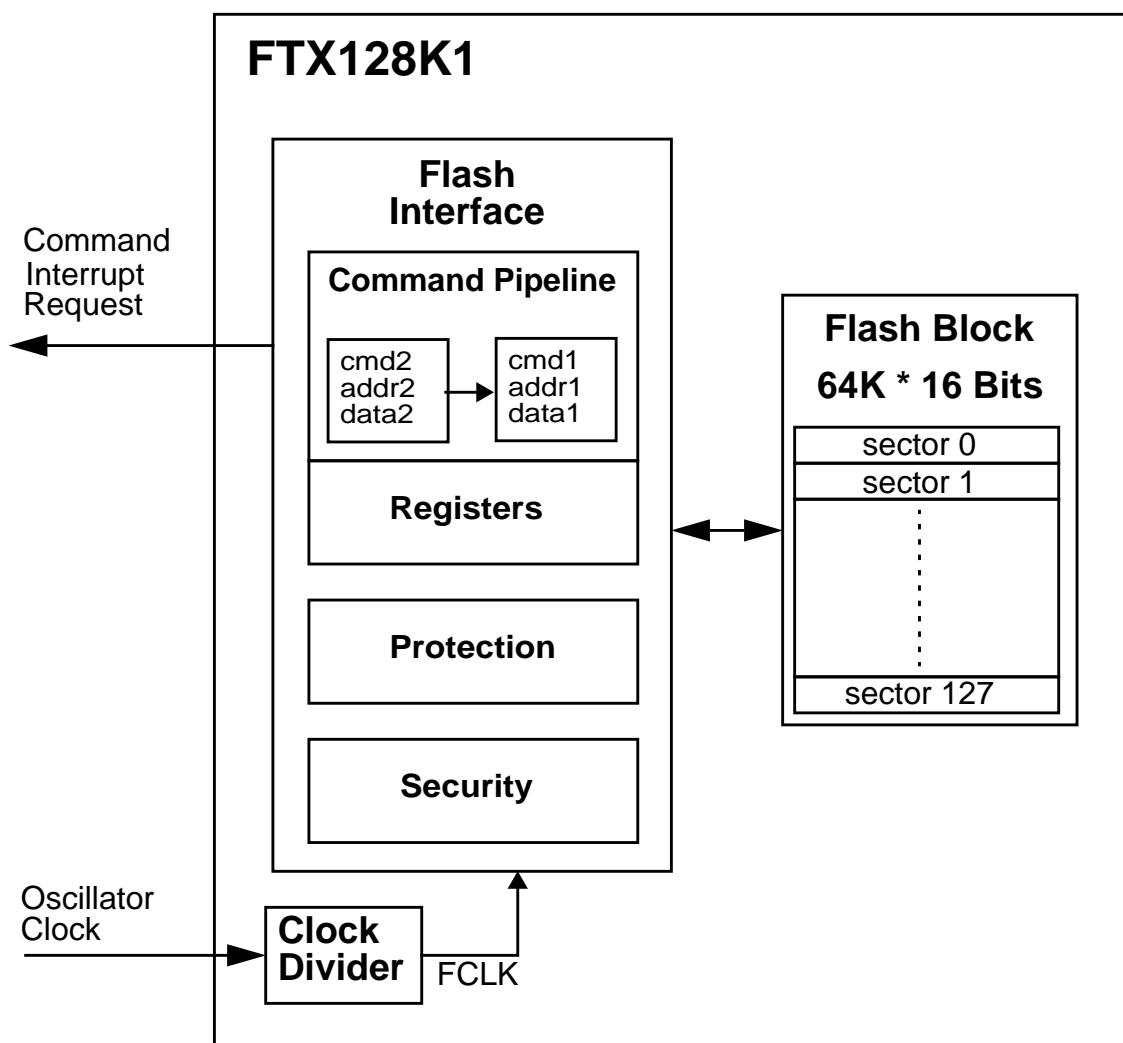 FTX128K1
Flash
Interface
Command
Interrupt
Request
Command Pipeline
cmd2
addr2
data2
cmd1
addr1
data1
Registers
Protection
Security
Flash Block
64K * 16 Bits
sector 0
sector 1
sector 127
Oscillator
Clock
Clock
Divider
FCLK